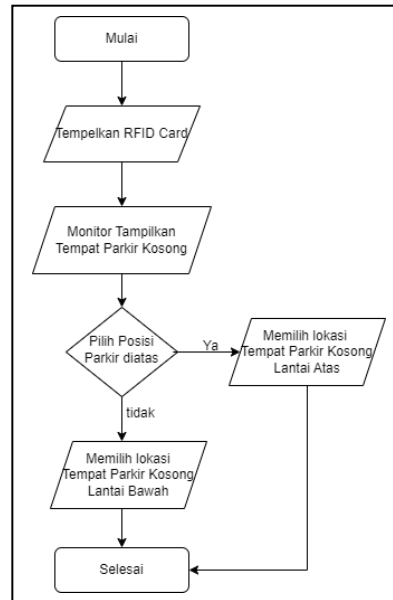 Mulai
Tempelkan RFID Card
Monitor Tampilkan
Tempat Parkir Kosong
Pilih Posisi
Parkir diatas
Ya
Memilih lokasi
Tempat Parkir Kosong
Lantai Atas
tidak
Memilih lokasi
Tempat Parkir Kosong
Lantai Bawah
Selesai